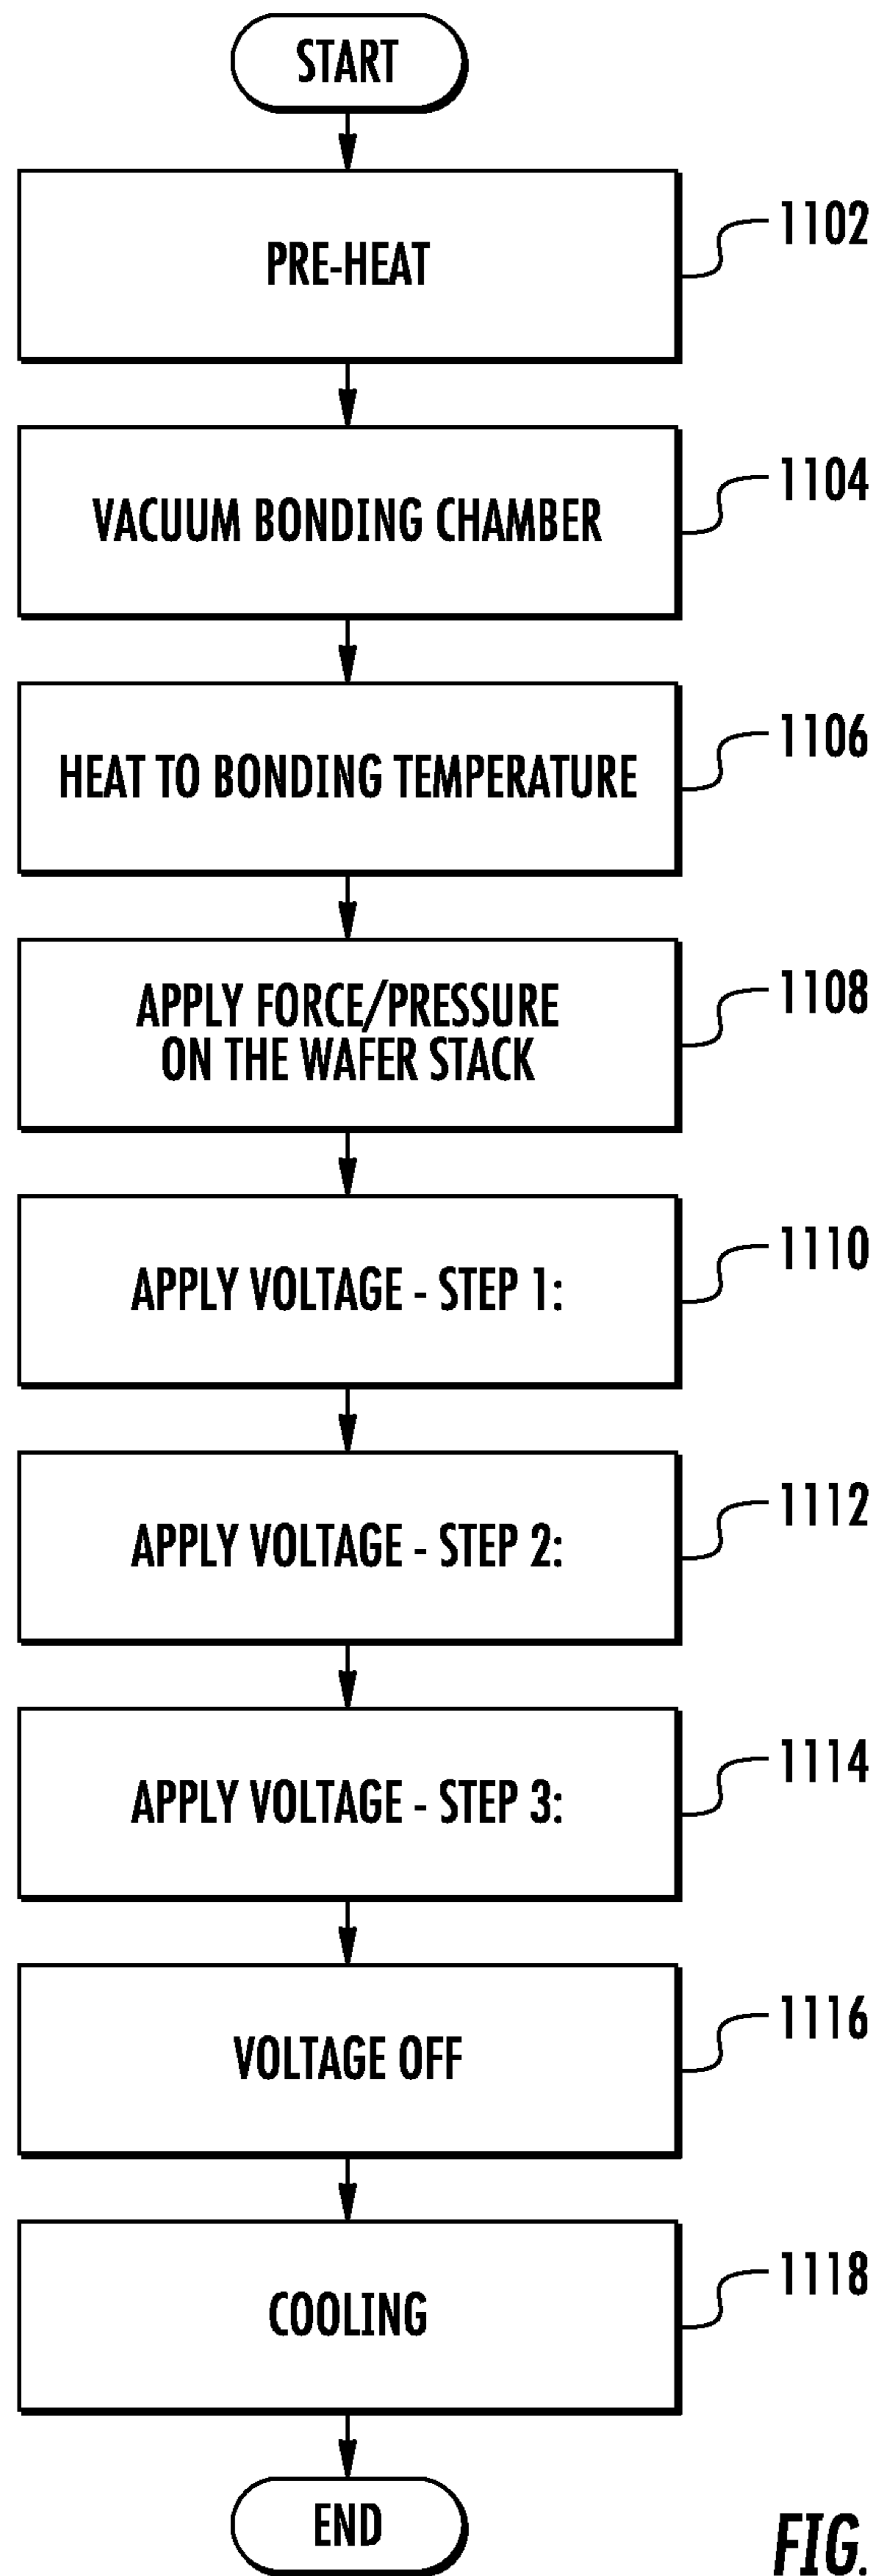 START
PRE-HEAT
1102
VACUUM BONDING CHAMBER
1104
HEAT TO BONDING TEMPERATURE
1106
APPLY FORCE/PRESSURE
ON THE WAFER STACK
1108
APPLY VOLTAGE - STEP 1:
1110
APPLY VOLTAGE - STEP 2:
1112
APPLY VOLTAGE - STEP 3:
1114
VOLTAGE OFF
1116
COOLING
1118
END
FIG.